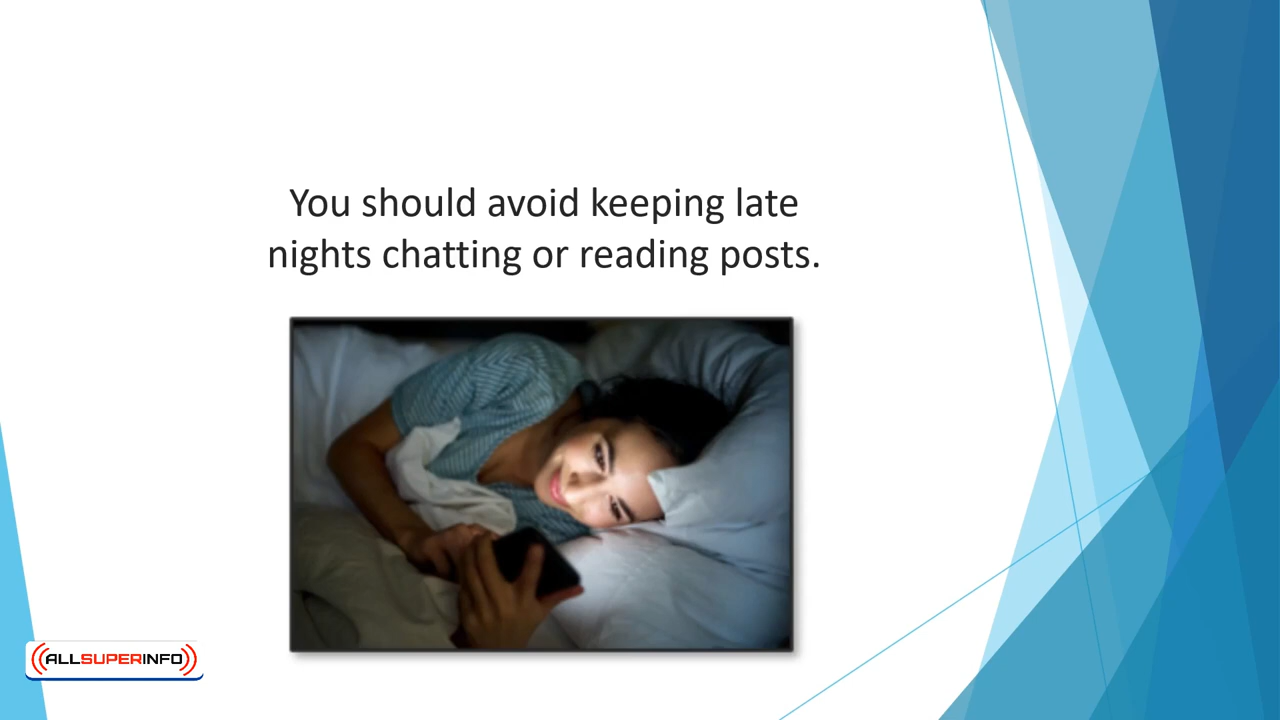 You should avoid keeping late
nights chatting or reading posts.
ALLSUPERINFO